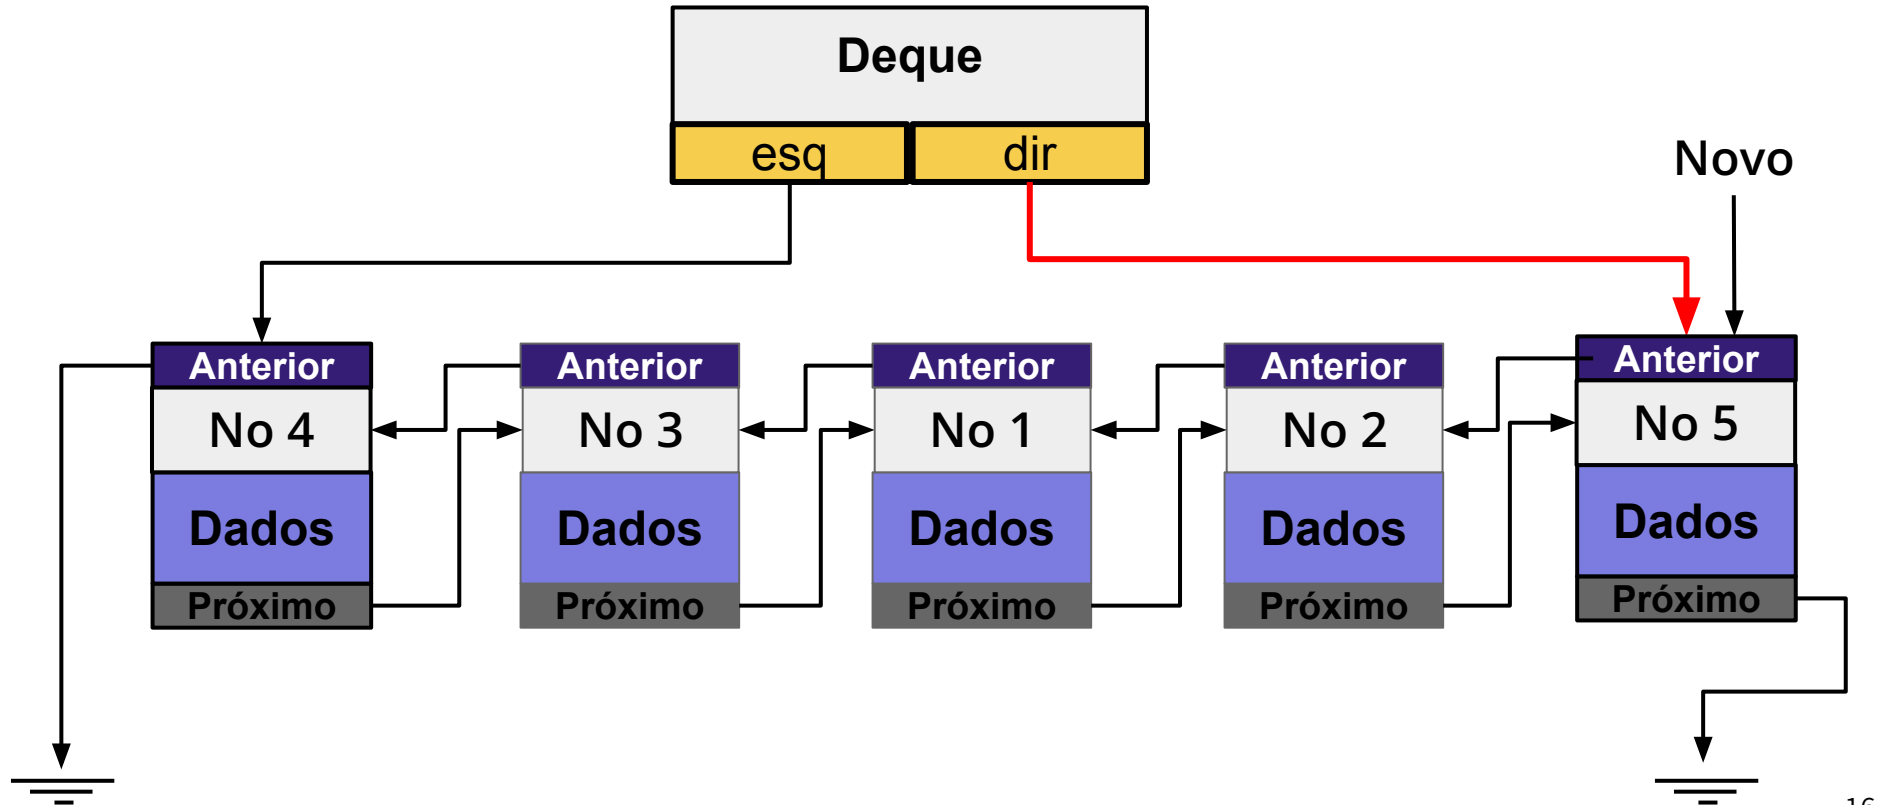 Deque
esq dir
Novo
Anterior Anterior Anterior Anterior Anterior
No 4 No 3 No 1 No 2 No 5
Dados Dados Dados Dados Dados
Próximo Próximo Próximo Próximo Próximo
16